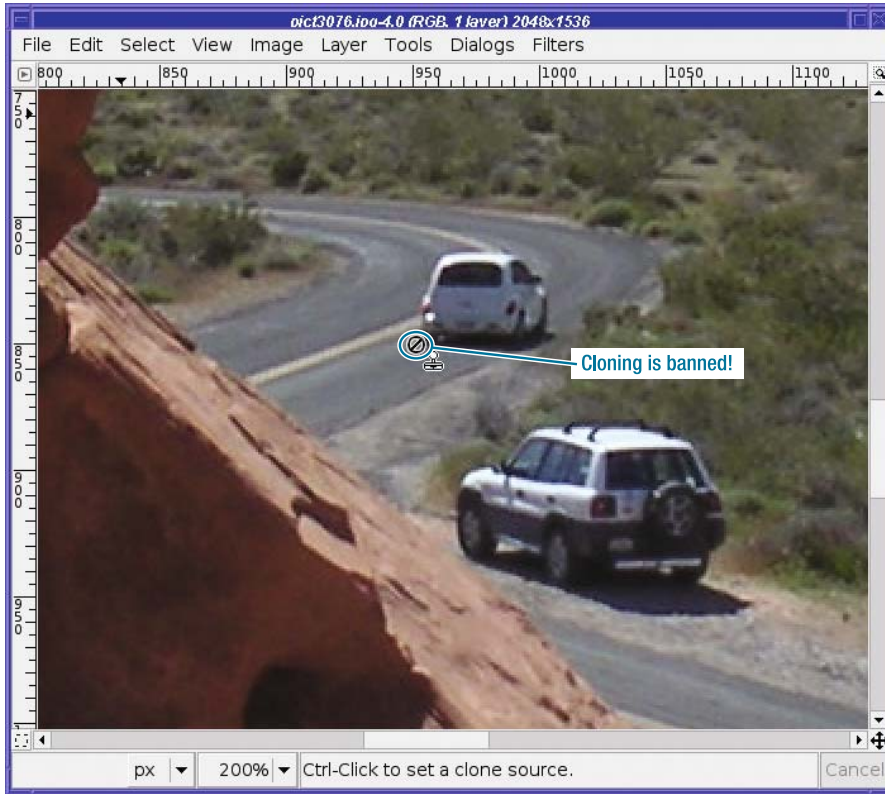 pict3076.jpg-4.0 (RGB, 1 layer) 2048x1536
File Edit Select View Image Layer Tools Dialogs Filters
800 850 900 950 1000 1050 1100
750
800
850
900
950
Cloning is banned!
px 200% Ctrl-Click to set a clone source. Cancel